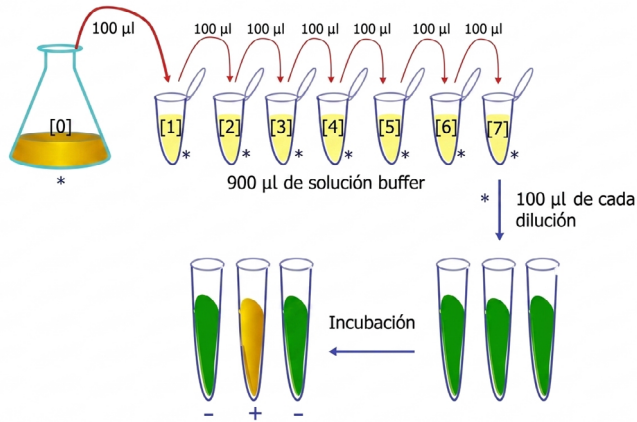 100 µl
100 µl 100 µl 100 µl 100 µl 100 µl 100 µl
[0]
[1] [2] [3] [4] [5] [6] [7]
* * * * * * * *
900 µl de solución buffer
* 100 µl de cada
dilución
Incubación
– + –